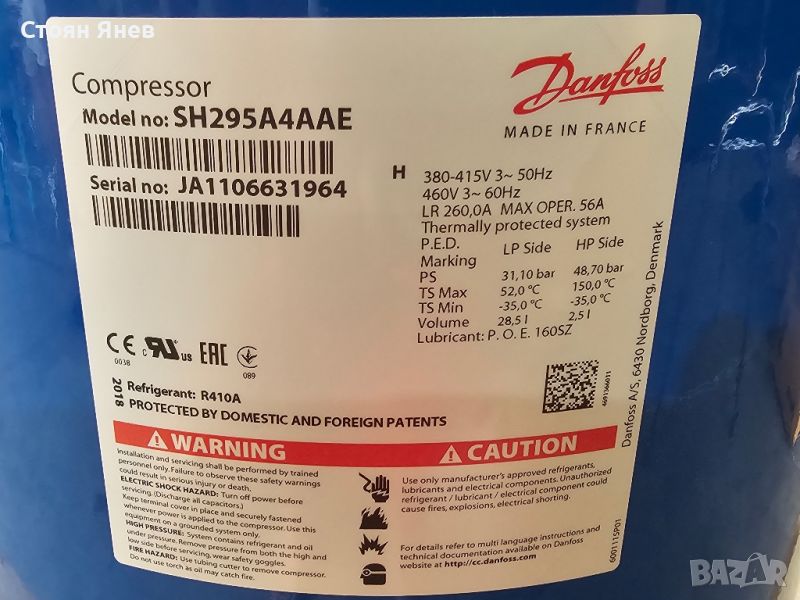 Стоян Янев
Compressor
Model no: SH295A4AAE
Serial no: JA1106631964
Danfoss
MADE IN FRANCE
H 380-415V 3~ 50Hz
460V 3~ 60Hz
LR 260,0A MAX OPER. 56A
Thermally protected system
P.E.D. LP Side HP Side
Marking
PS 31,10 bar 48,70 bar
TS Max 52,0 °C 150,0 °C
TS Min -35,0 °C -35,0 °C
Volume 28,5 l 2,5 l
Lubricant: P. O. E. 160SZ
CE 0038
c RU us
EAC
089
2018
Refrigerant: R410A
PROTECTED BY DOMESTIC AND FOREIGN PATENTS
Danfoss A/S, 6430 Nordborg, Denmark
WARNING
Installation and servicing shall be performed by trained
personnel only. Failure to observe these safety warnings
could result in serious injury or death.
ELECTRIC SHOCK HAZARD: Turn off power before
servicing. (Discharge all capacitors.)
Keep terminal cover in place and securely fastened
whenever power is applied to the compressor. Use this
equipment on a grounded system only.
HIGH PRESSURE: System contains refrigerant and oil
under pressure. Remove pressure from both the high and
low side before servicing, wear safety goggles.
FIRE HAZARD: Use tubing cutter to remove compressor.
Do not use torch as oil may catch fire.
CAUTION
Use only manufacturer's approved refrigerants,
lubricants and electrical components. Unauthorized
refrigerant / lubricant / electrical component could
cause fires, explosions, electrical shorting.
For details refer to multi language instructions and
technical documentation available on Danfoss
website at http://cc.danfoss.com
6001115P01
BAZAR